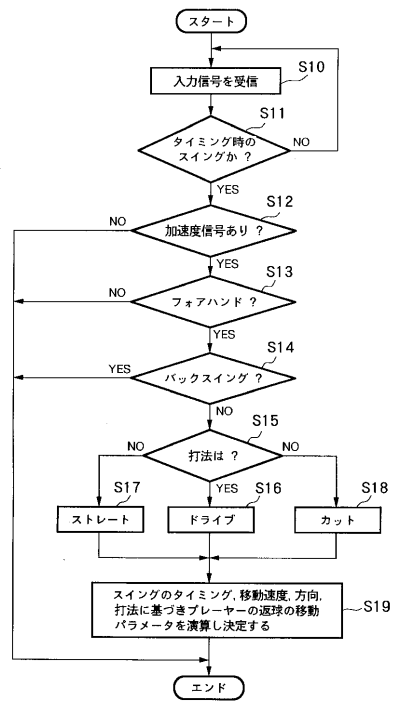 スタート
S10
入力信号を受信
S11
タイミング時の
スイングか ?
NO
YES
S12
NO
加速度信号あり ?
YES
S13
NO
フォアハンド ?
YES
S14
YES
バックスイング ?
NO
S15
NO
打法は ?
NO
YES
S17
S16
S18
ストレート
ドライブ
カット
スイングのタイミング, 移動速度, 方向,
打法に基づきプレーヤーの返球の移動
パラメータを演算し決定する
S19
エンド